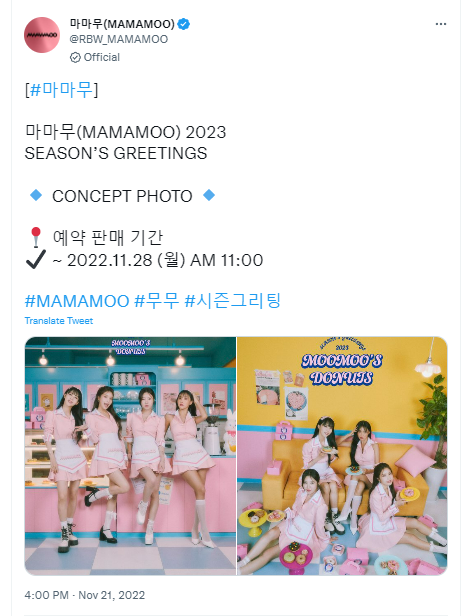 MAMAMOO
마마무(MAMAMOO)
@RBW_MAMAMOO
Official
[#마마무]
마마무(MAMAMOO) 2023
SEASON’S GREETINGS
🔹 CONCEPT PHOTO 🔹
📍 예약 판매 기간
✔ ~ 2022.11.28 (월) AM 11:00
#MAMAMOO #무무 #시즌그리팅
Translate Tweet
MOOMOO'S
DONUTS
2023
MOOMOO'S
DONUTS
4:00 PM · Nov 21, 2022